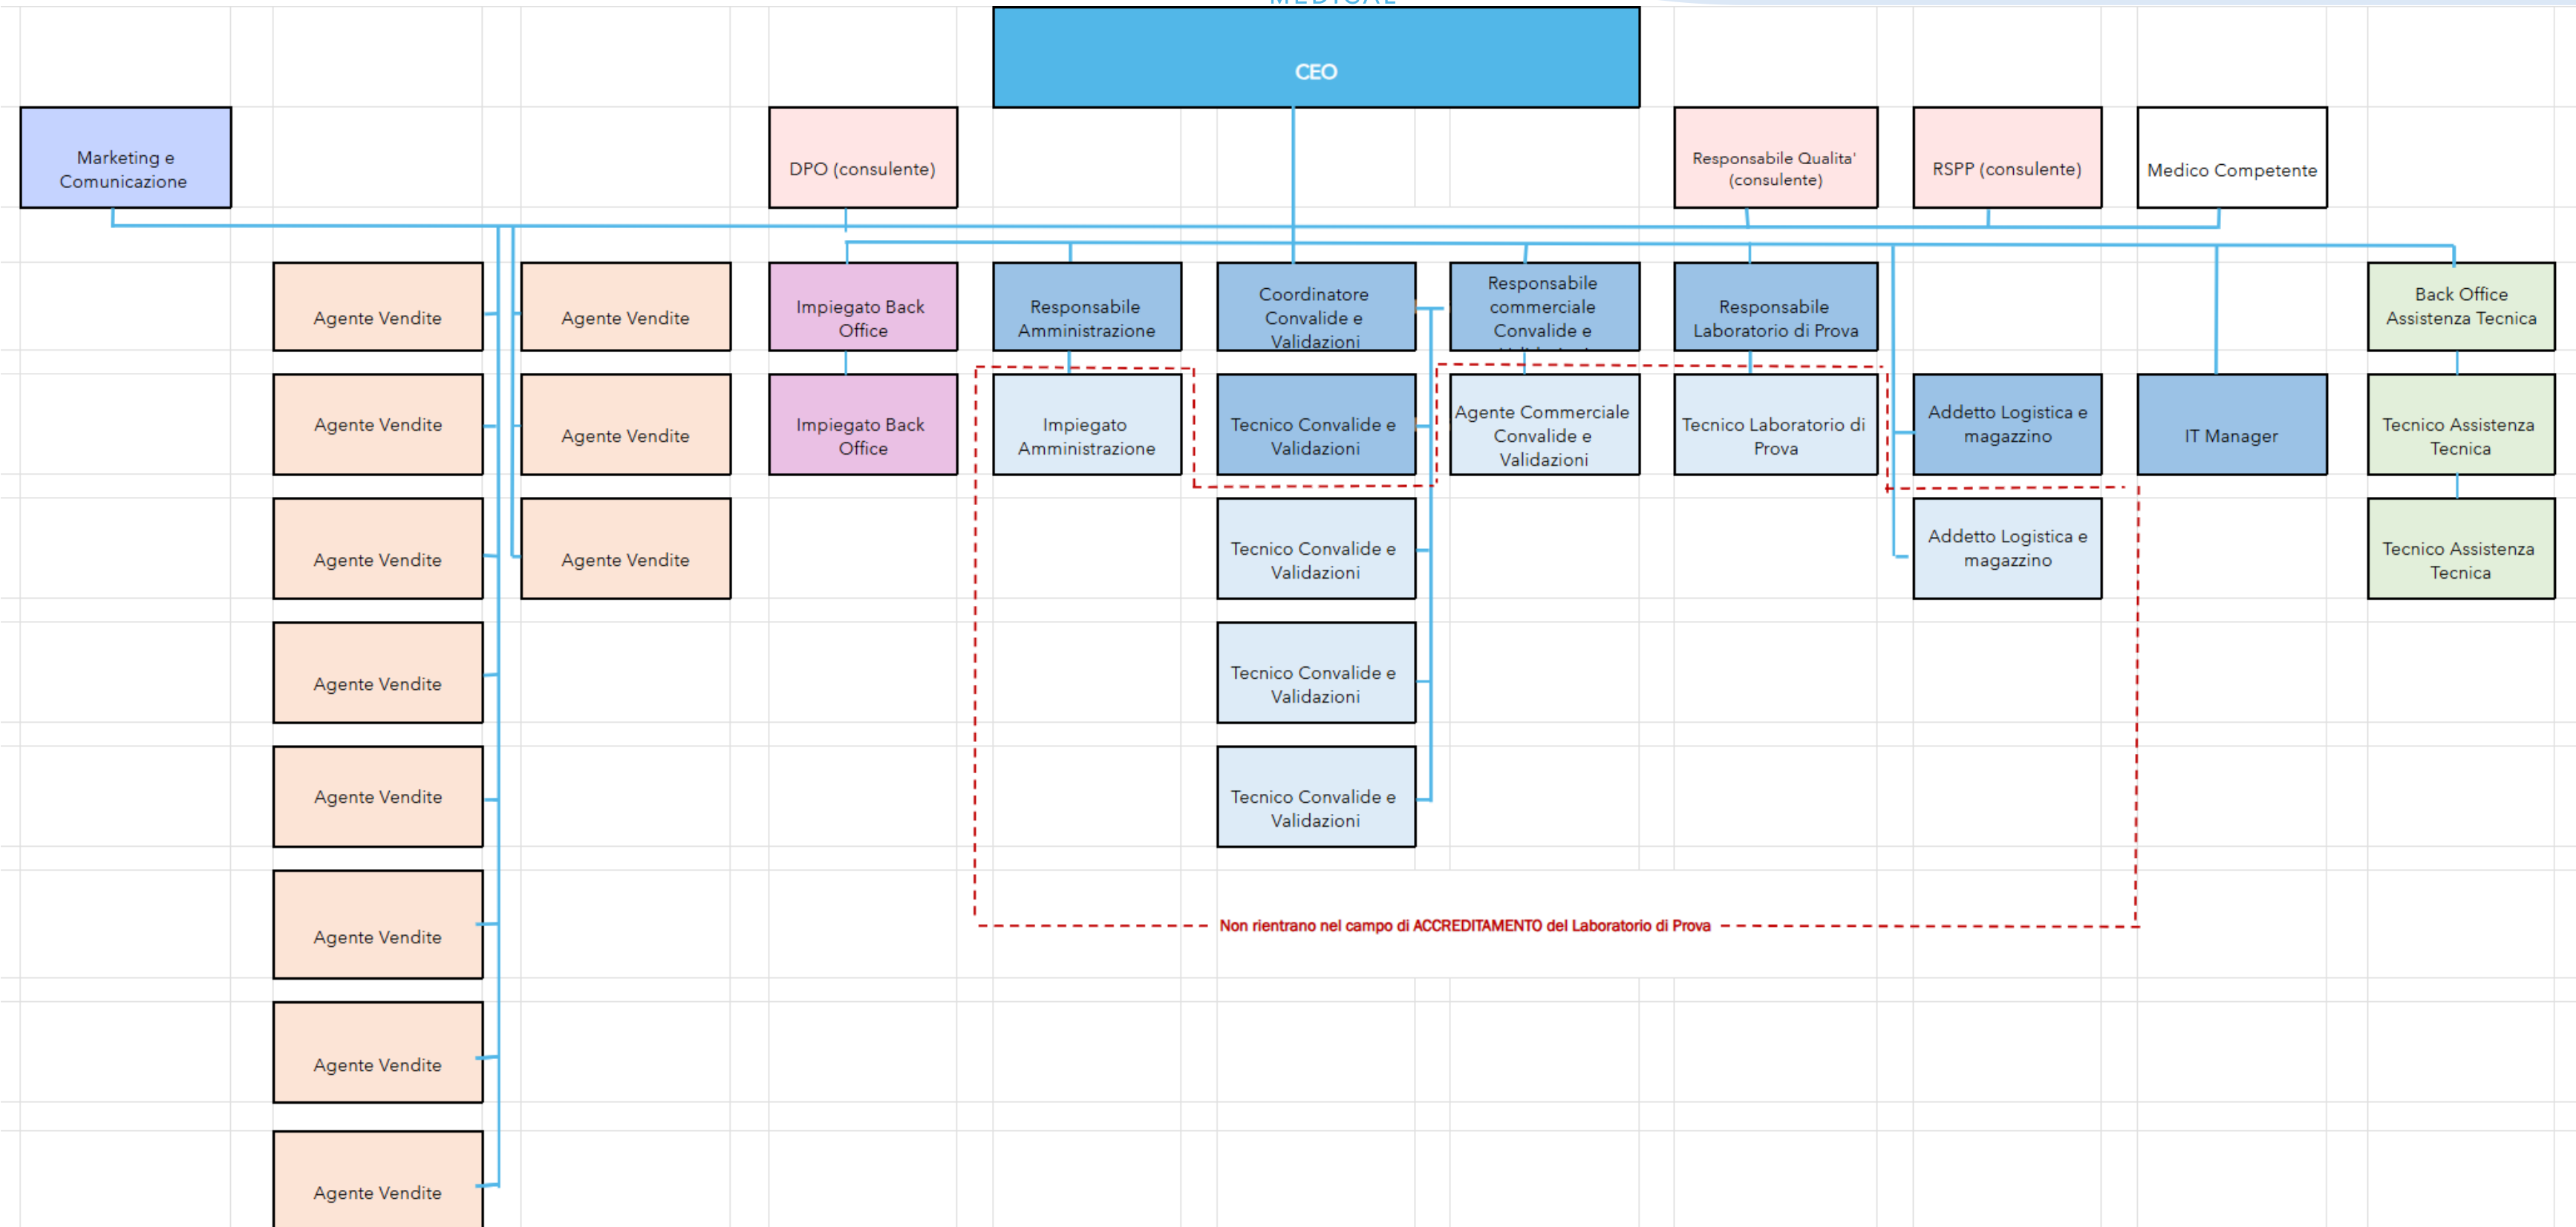 MEDICAL
CEO
Marketing e
Comunicazione
DPO (consulente)
Responsabile Qualita'
(consulente)
RSPP (consulente)
Medico Competente
Agente Vendite
Agente Vendite
Impiegato Back
Office
Responsabile
Amministrazione
Coordinatore
Convalide e
Validazioni
Responsabile
commerciale
Convalide e
Responsabile
Laboratorio di Prova
Back Office
Assistenza Tecnica
Agente Vendite
Agente Vendite
Impiegato Back
Office
Impiegato
Amministrazione
Tecnico Convalide e
Validazioni
Agente Commerciale
Convalide e
Validazioni
Tecnico Laboratorio di
Prova
Addetto Logistica e
magazzino
IT Manager
Tecnico Assistenza
Tecnica
Agente Vendite
Agente Vendite
Tecnico Convalide e
Validazioni
Addetto Logistica e
magazzino
Tecnico Assistenza
Tecnica
Agente Vendite
Tecnico Convalide e
Validazioni
Agente Vendite
Tecnico Convalide e
Validazioni
Agente Vendite
Non rientrano nel campo di ACCREDITAMENTO del Laboratorio di Prova
Agente Vendite
Agente Vendite